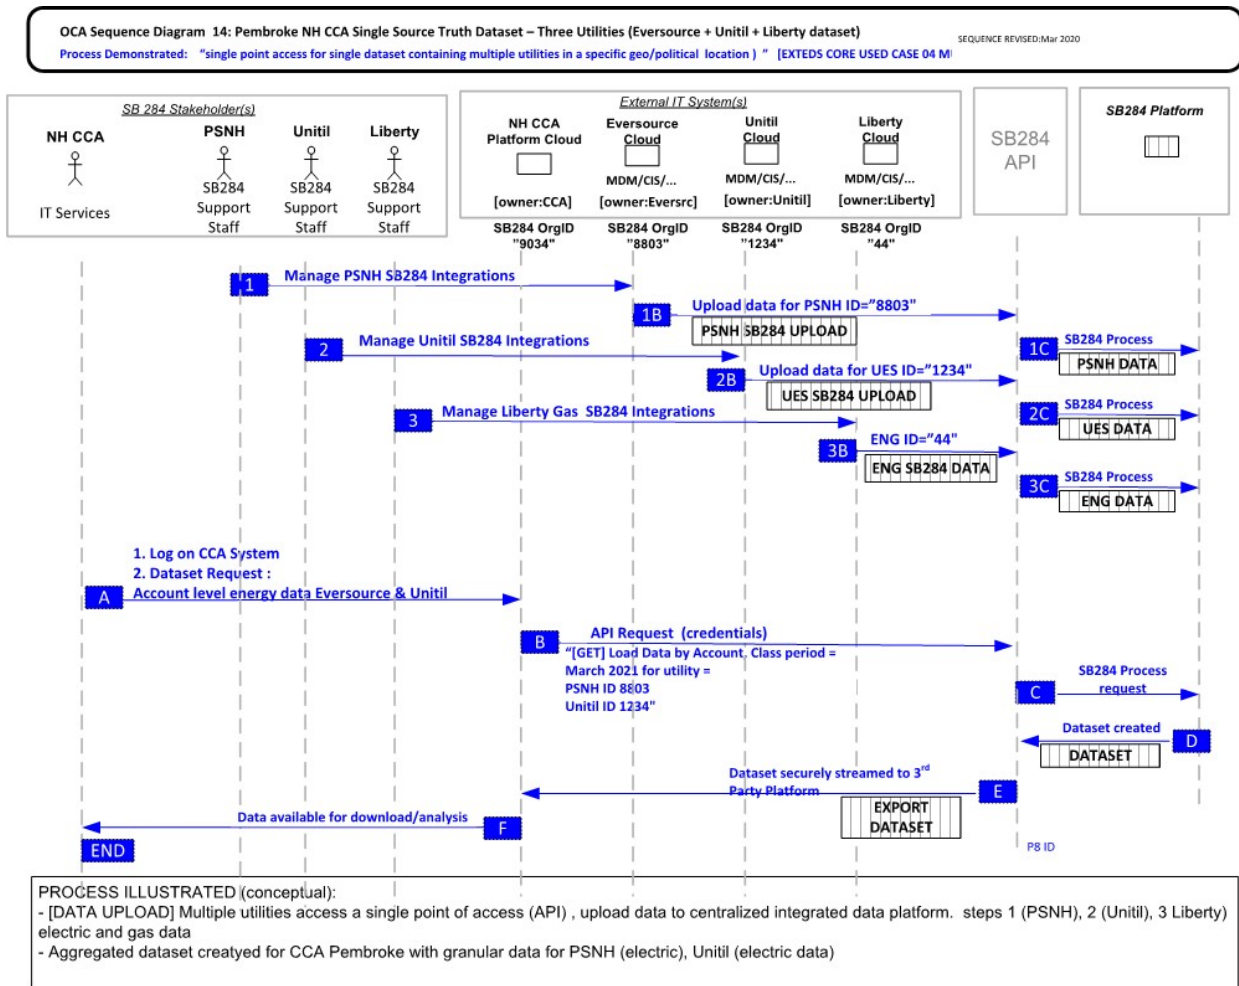 OCA Sequence Diagram 14: Pembroke NH CCA Single Source Truth Dataset – Three Utilities (Eversource + Unitil + Liberty dataset)
SEQUENCE REVISED:Mar 2020
Process Demonstrated: "single point access for single dataset containing multiple utilities in a specific geo/political location ) " [EXTEDS CORE USED CASE 04
SB 284 Stakeholder(s)
NH CCA
IT Services
PSNH
SB284
Support
Staff
Unitil
SB284
Support
Staff
Liberty
SB284
Support
Staff
External IT System(s)
NH CCA
Platform Cloud
[owner:CCA]
SB284 OrgID
"9034"
Eversource
Cloud
MDM/CIS/...
[owner:Eversrc]
SB284 OrgID
"8803"
Unitil
Cloud
MDM/CIS/...
[owner:Unitil]
SB284 OrgID
"1234"
Liberty
Cloud
MDM/CIS/...
[owner:Liberty]
SB284 OrgID
"44"
SB284
API
SB284 Platform
1
Manage PSNH SB284 Integrations
1B
Upload data for PSNH ID="8803"
PSNH SB284 UPLOAD
1C
SB284 Process
PSNH DATA
2
Manage Unitil SB284 Integrations
2B
Upload data for UES ID="1234"
UES SB284 UPLOAD
2C
SB284 Process
UES DATA
3
Manage Liberty Gas SB284 Integrations
3B
ENG ID="44"
ENG SB284 DATA
3C
SB284 Process
ENG DATA
1. Log on CCA System
2. Dataset Request :
A
Account level energy data Eversource & Unitil
B
API Request (credentials)
"[GET] Load Data by Account, Class period =
March 2021 for utility =
PSNH ID 8803
Unitil ID 1234"
C
SB284 Process
request
Dataset created
D
DATASET
Dataset securely streamed to 3rd
Party Platform
E
EXPORT
DATASET
Data available for download/analysis
F
END
P8 ID
PROCESS ILLUSTRATED (conceptual):
- [DATA UPLOAD] Multiple utilities access a single point of access (API) , upload data to centralized integrated data platform. steps 1 (PSNH), 2 (Unitil), 3 Liberty)
electric and gas data
- Aggregated dataset creatyed for CCA Pembroke with granular data for PSNH (electric), Unitil (electric data)